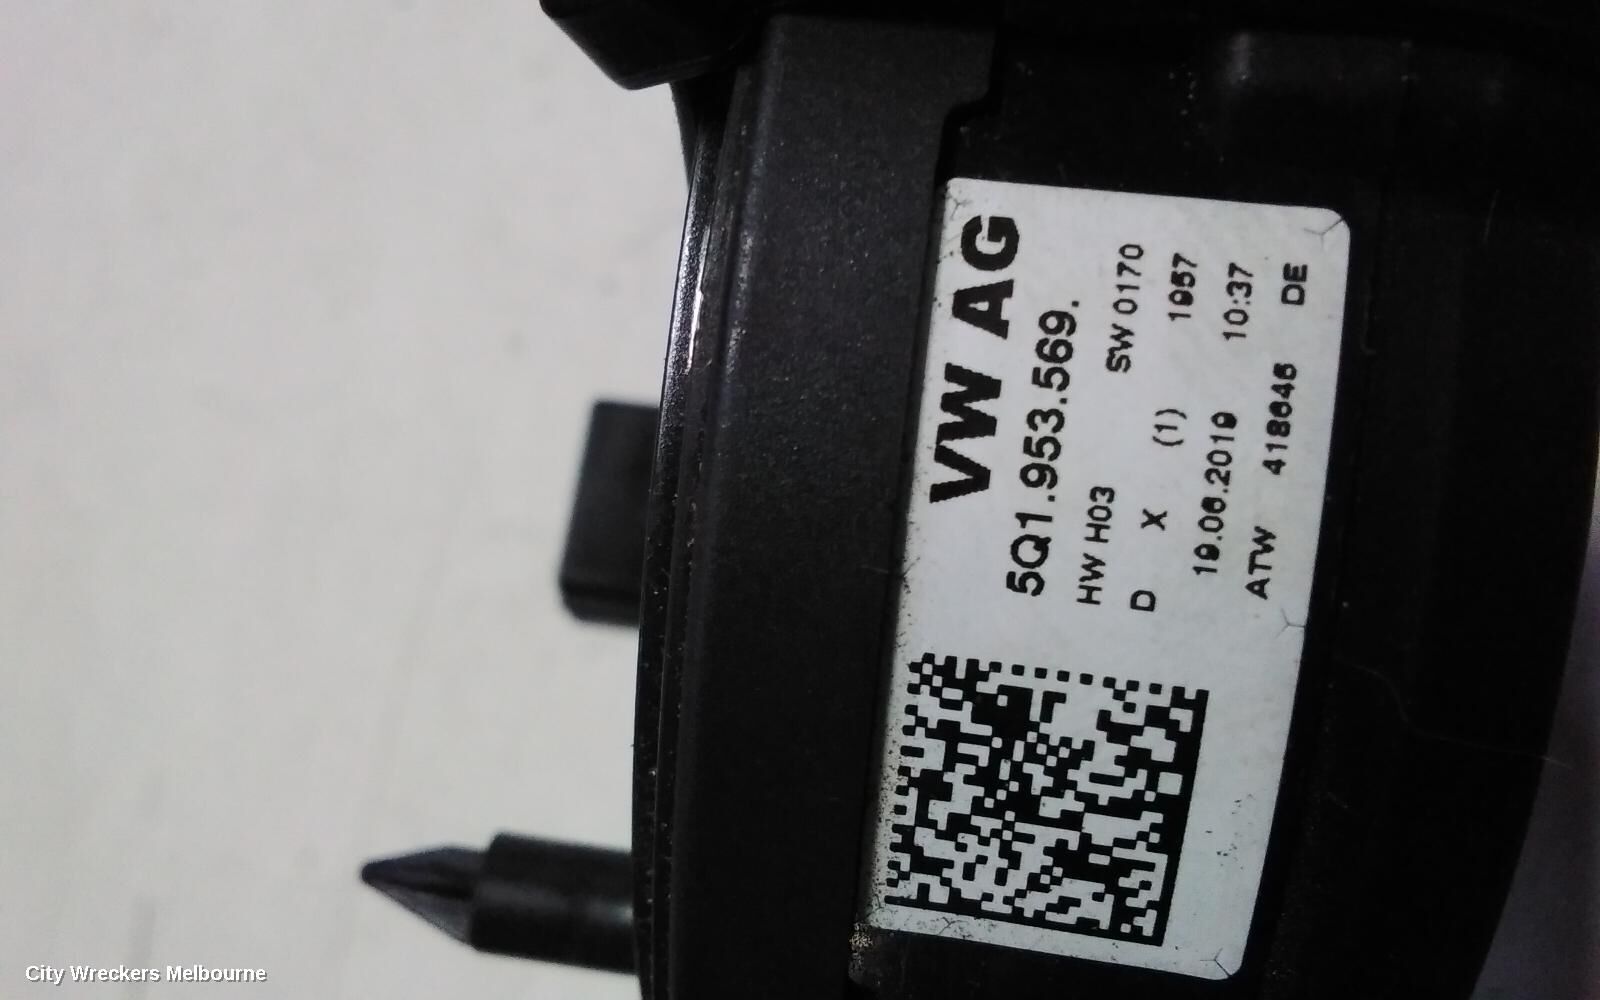 VW AG
5Q1.953.569.
HW H03 SW 0170
D X (1) 1957
19.06.2019 10:37
ATW 418646 DE
City Wreckers Melbourne